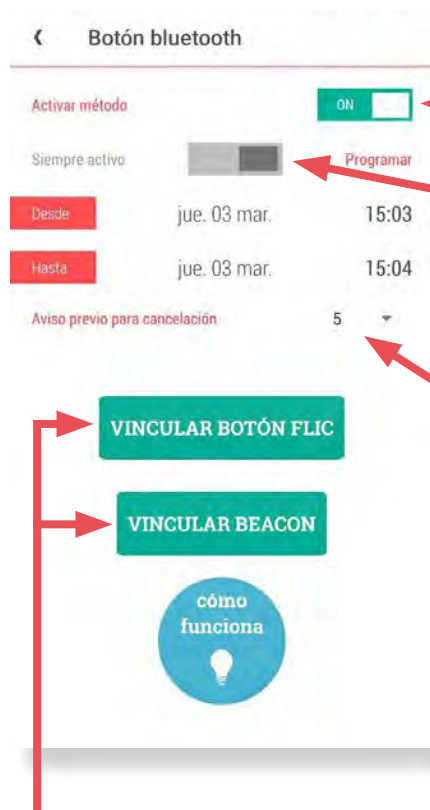 Botón bluetooth
Activar método ON
Siempre activo Programar
Desde jue. 03 mar. 15:03
Hasta jue. 03 mar. 15:04
Aviso previo para cancelación 5
VINCULAR BOTÓN FLIC
VINCULAR BEACON
cómo
funciona